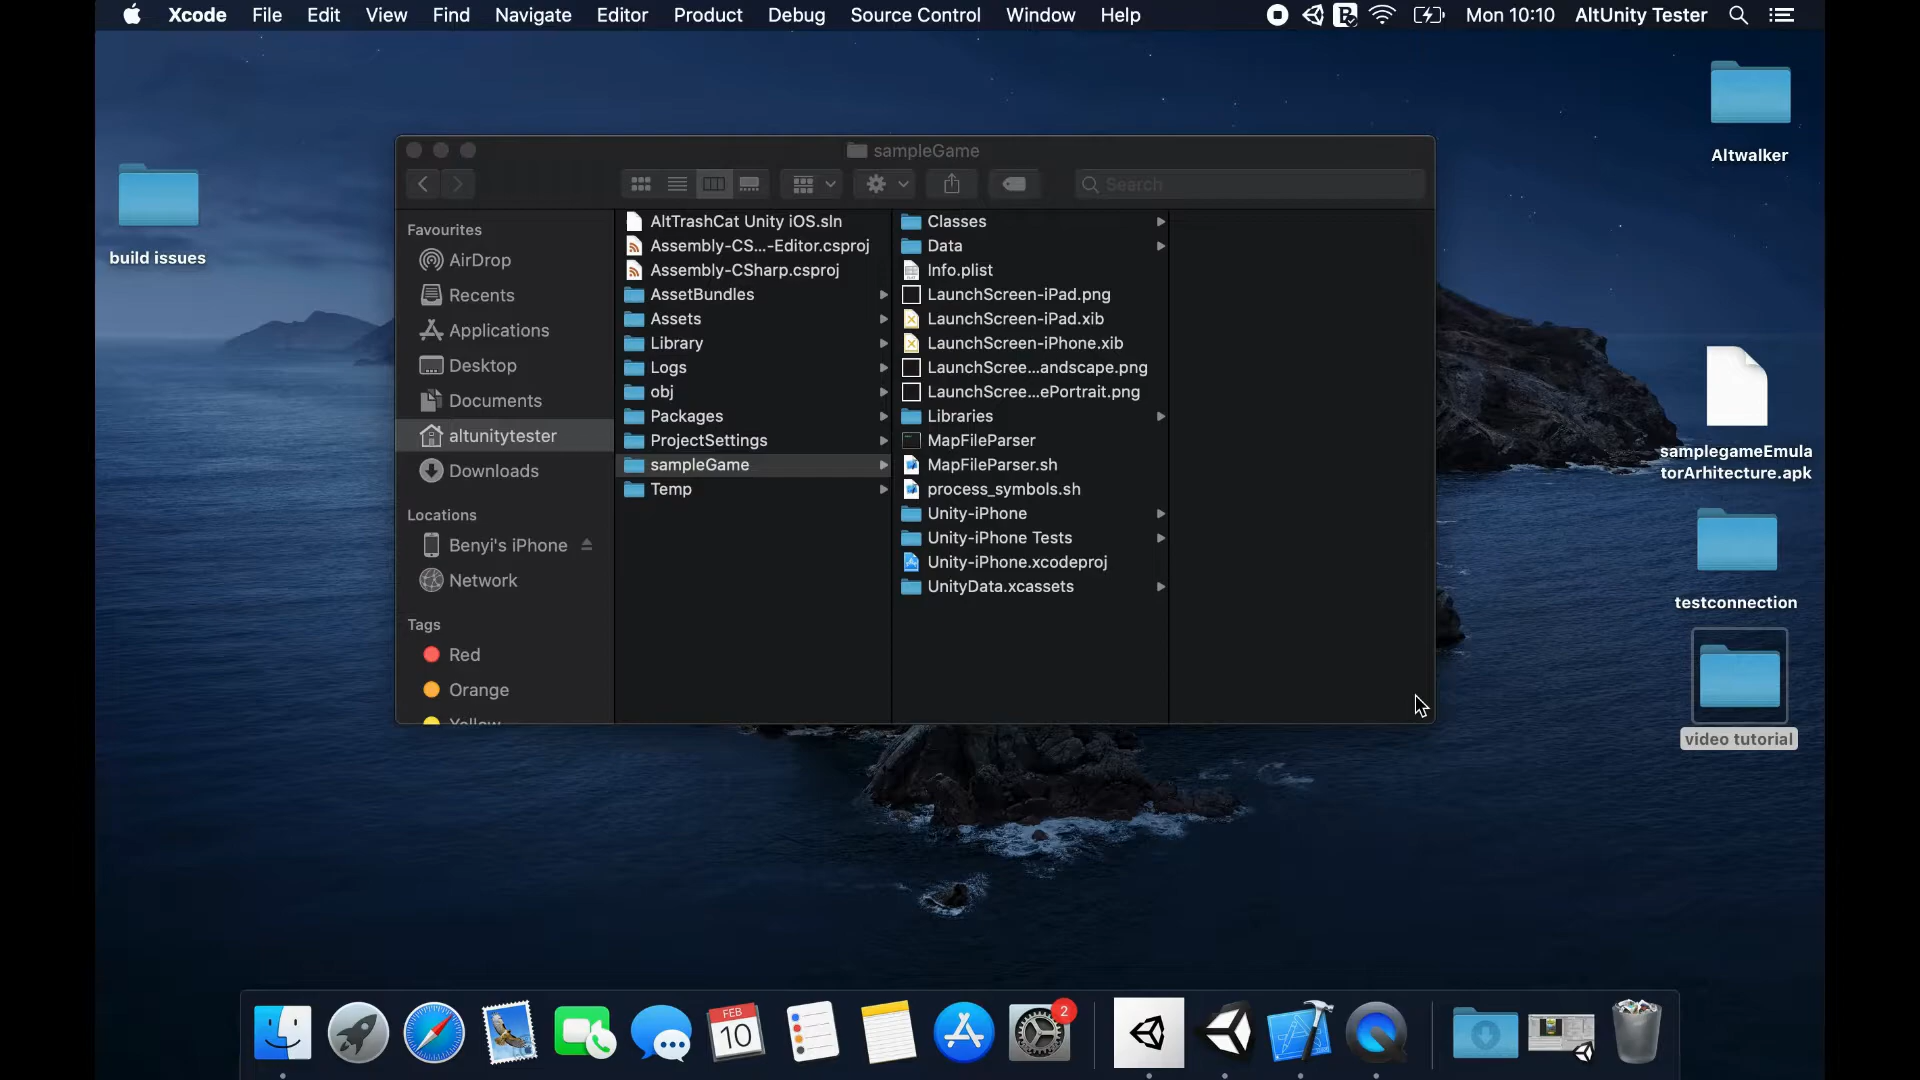 Xcode File Edit View Find Navigate Editor Product Debug Source Control Window Help Mon 10:10 AltUnity Tester
build issues
Altwalker
samplegameEmula
torArhitecture.apk
testconnection
video tutorial
sampleGame
Search
Favourites
AirDrop
Recents
Applications
Desktop
Documents
altunitytester
Downloads
Locations
Benyi's iPhone
Network
Tags
Red
Orange
Yellow
AltTrashCat Unity iOS.sln
Assembly-CS...-Editor.csproj
Assembly-CSharp.csproj
AssetBundles
Assets
Library
Logs
obj
Packages
ProjectSettings
sampleGame
Temp
Classes
Data
Info.plist
LaunchScreen-iPad.png
LaunchScreen-iPad.xib
LaunchScreen-iPhone.xib
LaunchScree...andscape.png
LaunchScree...ePortrait.png
Libraries
MapFileParser
MapFileParser.sh
process_symbols.sh
Unity-iPhone
Unity-iPhone Tests
Unity-iPhone.xcodeproj
UnityData.xcassets
FEB
10
2